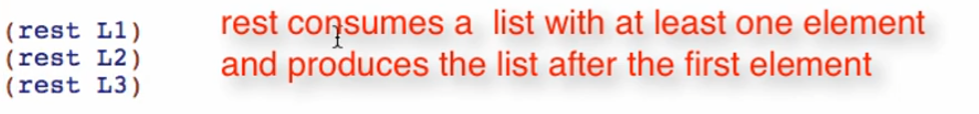 (rest L1)
(rest L2)
(rest L3)
rest consumes a list with at least one element
and produces the list after the first element